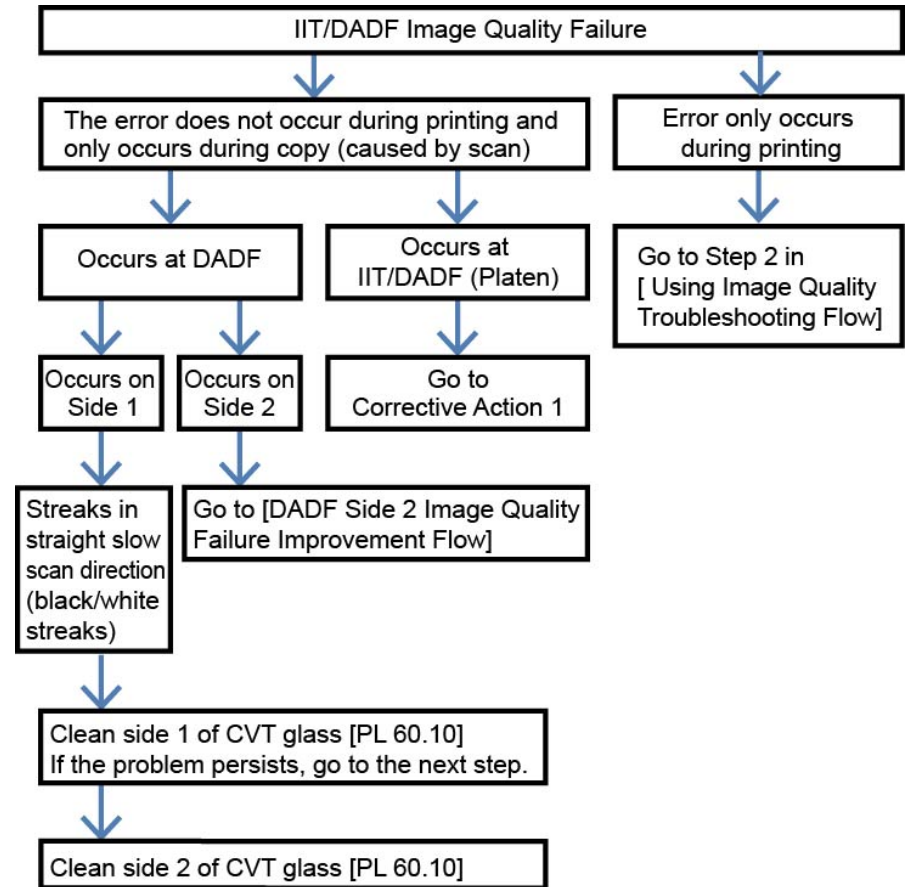 IIT/DADF Image Quality Failure
The error does not occur during printing and
only occurs during copy (caused by scan)
Error only occurs
during printing
Occurs at DADF
Occurs at
IIT/DADF (Platen)
Go to Step 2 in
[ Using Image Quality
Troubleshooting Flow]
Occurs on
Side 1
Occurs on
Side 2
Go to
Corrective Action 1
Streaks in
straight slow
scan direction
(black/white
streaks)
Go to [DADF Side 2 Image Quality
Failure Improvement Flow]
Clean side 1 of CVT glass [PL 60.10]
If the problem persists, go to the next step.
Clean side 2 of CVT glass [PL 60.10]